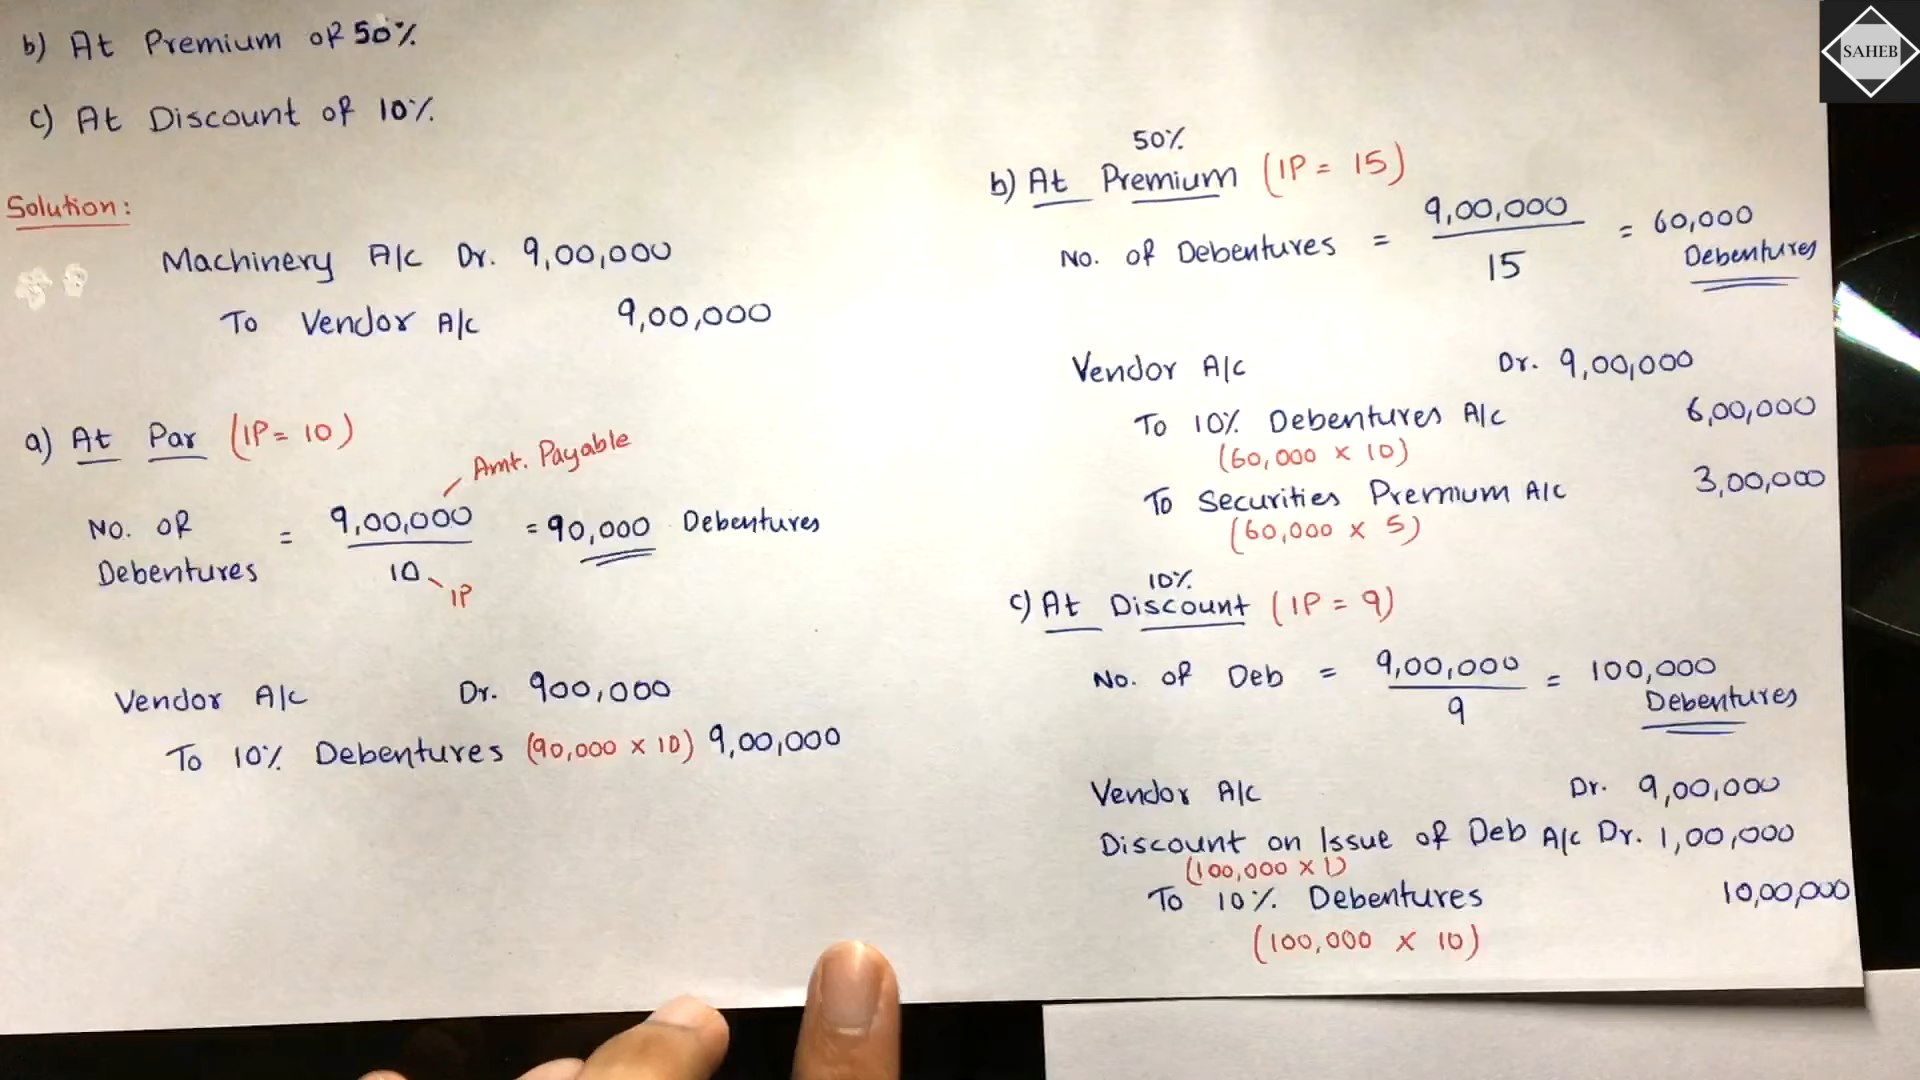 b) At Premium of 50%
c) At Discount of 10%
Solution:
Machinery A/c Dr. 9,00,000
To Vendor A/c 9,00,000
a) At Par (IP = 10)
Amt. Payable
No. of Debentures = 9,00,000 / 10 = 90,000 Debentures
IP
Vendor A/c Dr. 900,000
To 10% Debentures (90,000 x 10) 9,00,000
50%
b) At Premium (IP = 15)
No. of Debentures = 9,00,000 / 15 = 60,000 Debentures
Vendor A/c Dr. 9,00,000
To 10% Debentures A/c 6,00,000
(60,000 x 10)
To Securities Premium A/c 3,00,000
(60,000 x 5)
10%
c) At Discount (IP = 9)
No. of Deb = 9,00,000 / 9 = 100,000 Debentures
Vendor A/c Dr. 9,00,000
Discount on Issue of Deb A/c Dr. 1,00,000
(100,000 x 1)
To 10% Debentures 10,00,000
(100,000 x 10)
SAHEB